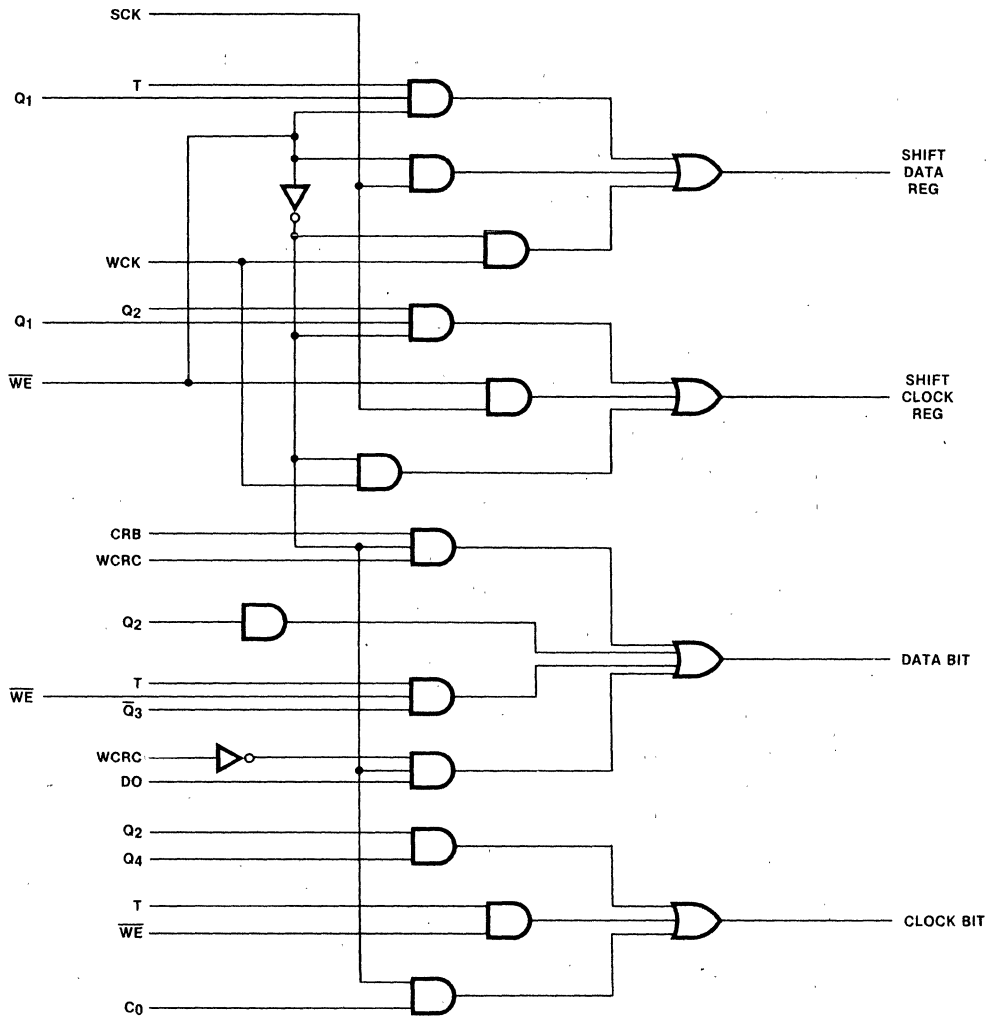 SCK
T
Q1
SHIFT
DATA
REG
WCK
Q2
Q1
WE
SHIFT
CLOCK
REG
CRB
WCRC
Q2
DATA BIT
T
WE
Q3
WCRC
DO
Q2
Q4
T
CLOCK BIT
WE
C0